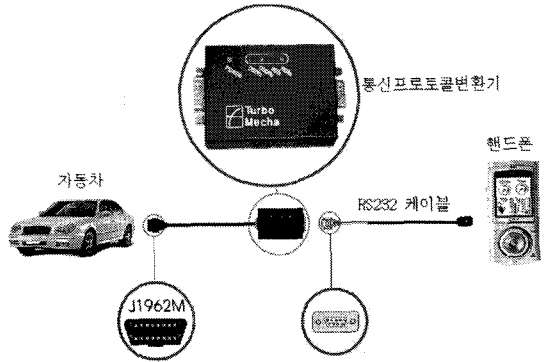 Turbo
Mecha
통신프로토콜변환기
핸드폰
자동차
RS232 케이블
J1962M